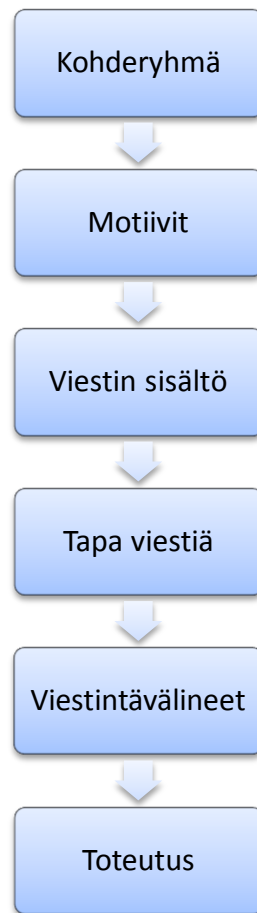 Kohderyhmä
Motiivit
Viestin sisältö
Tapa viestiä
Viestintävälineet
Toteutus